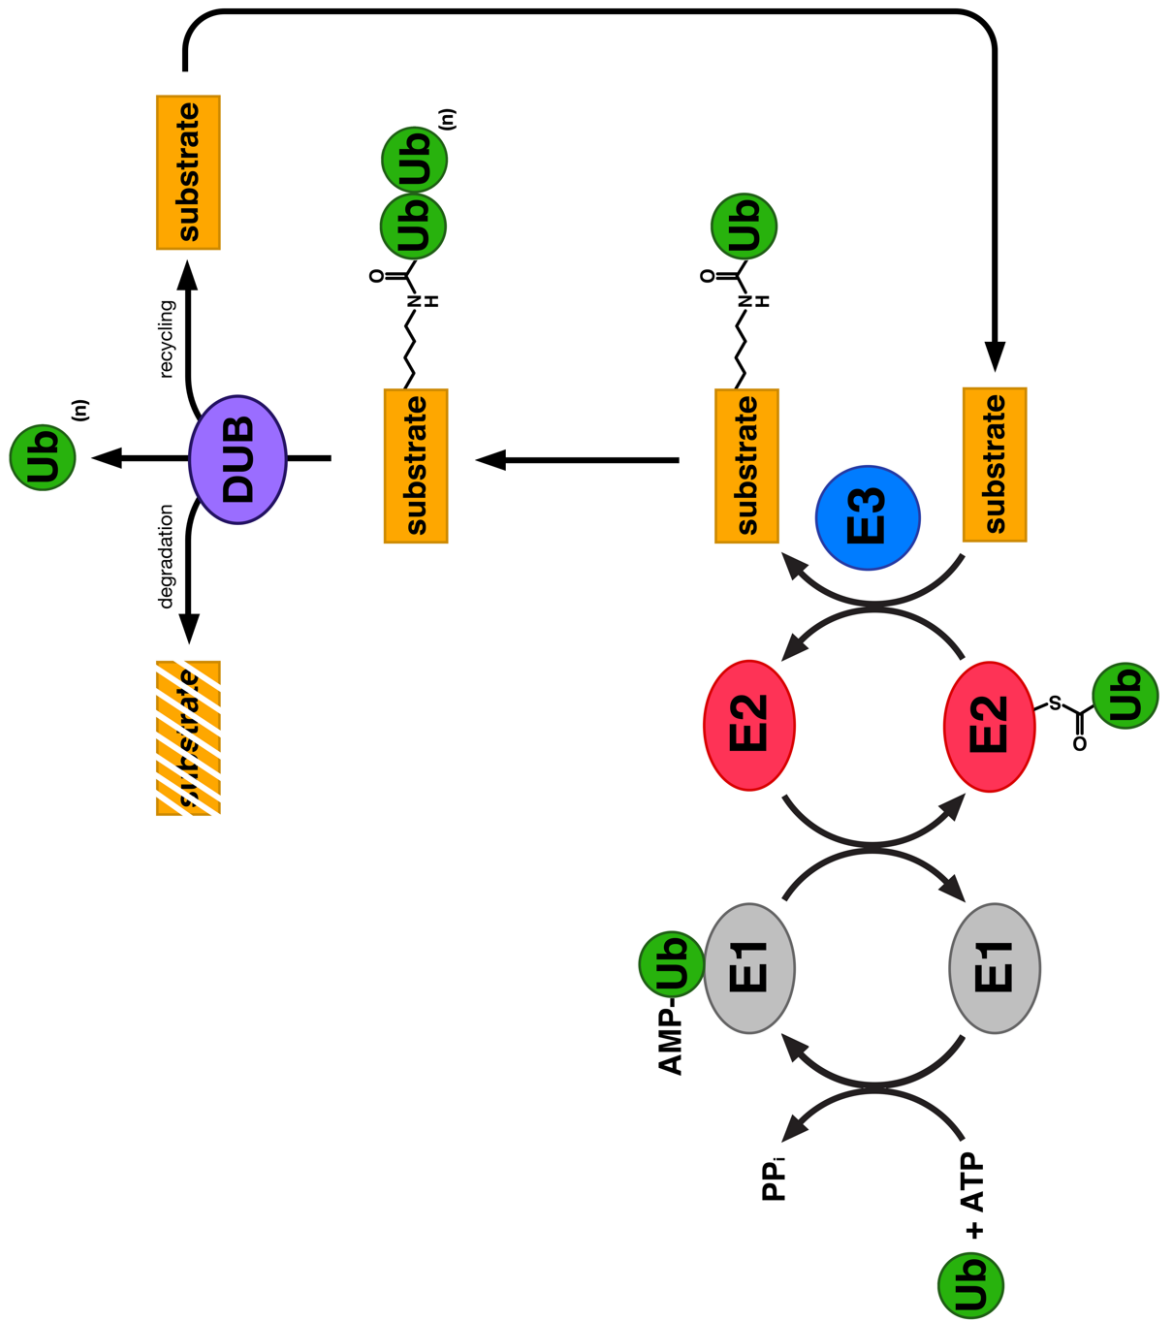 Ub (n)
degradation
recycling
substrate
substrate
DUB
O
substrate
N
H
Ub Ub (n)
AMP-Ub
O
PPi
E1
E2
substrate
N
H
Ub
E3
Ub + ATP
E1
E2
substrate
S
O
Ub